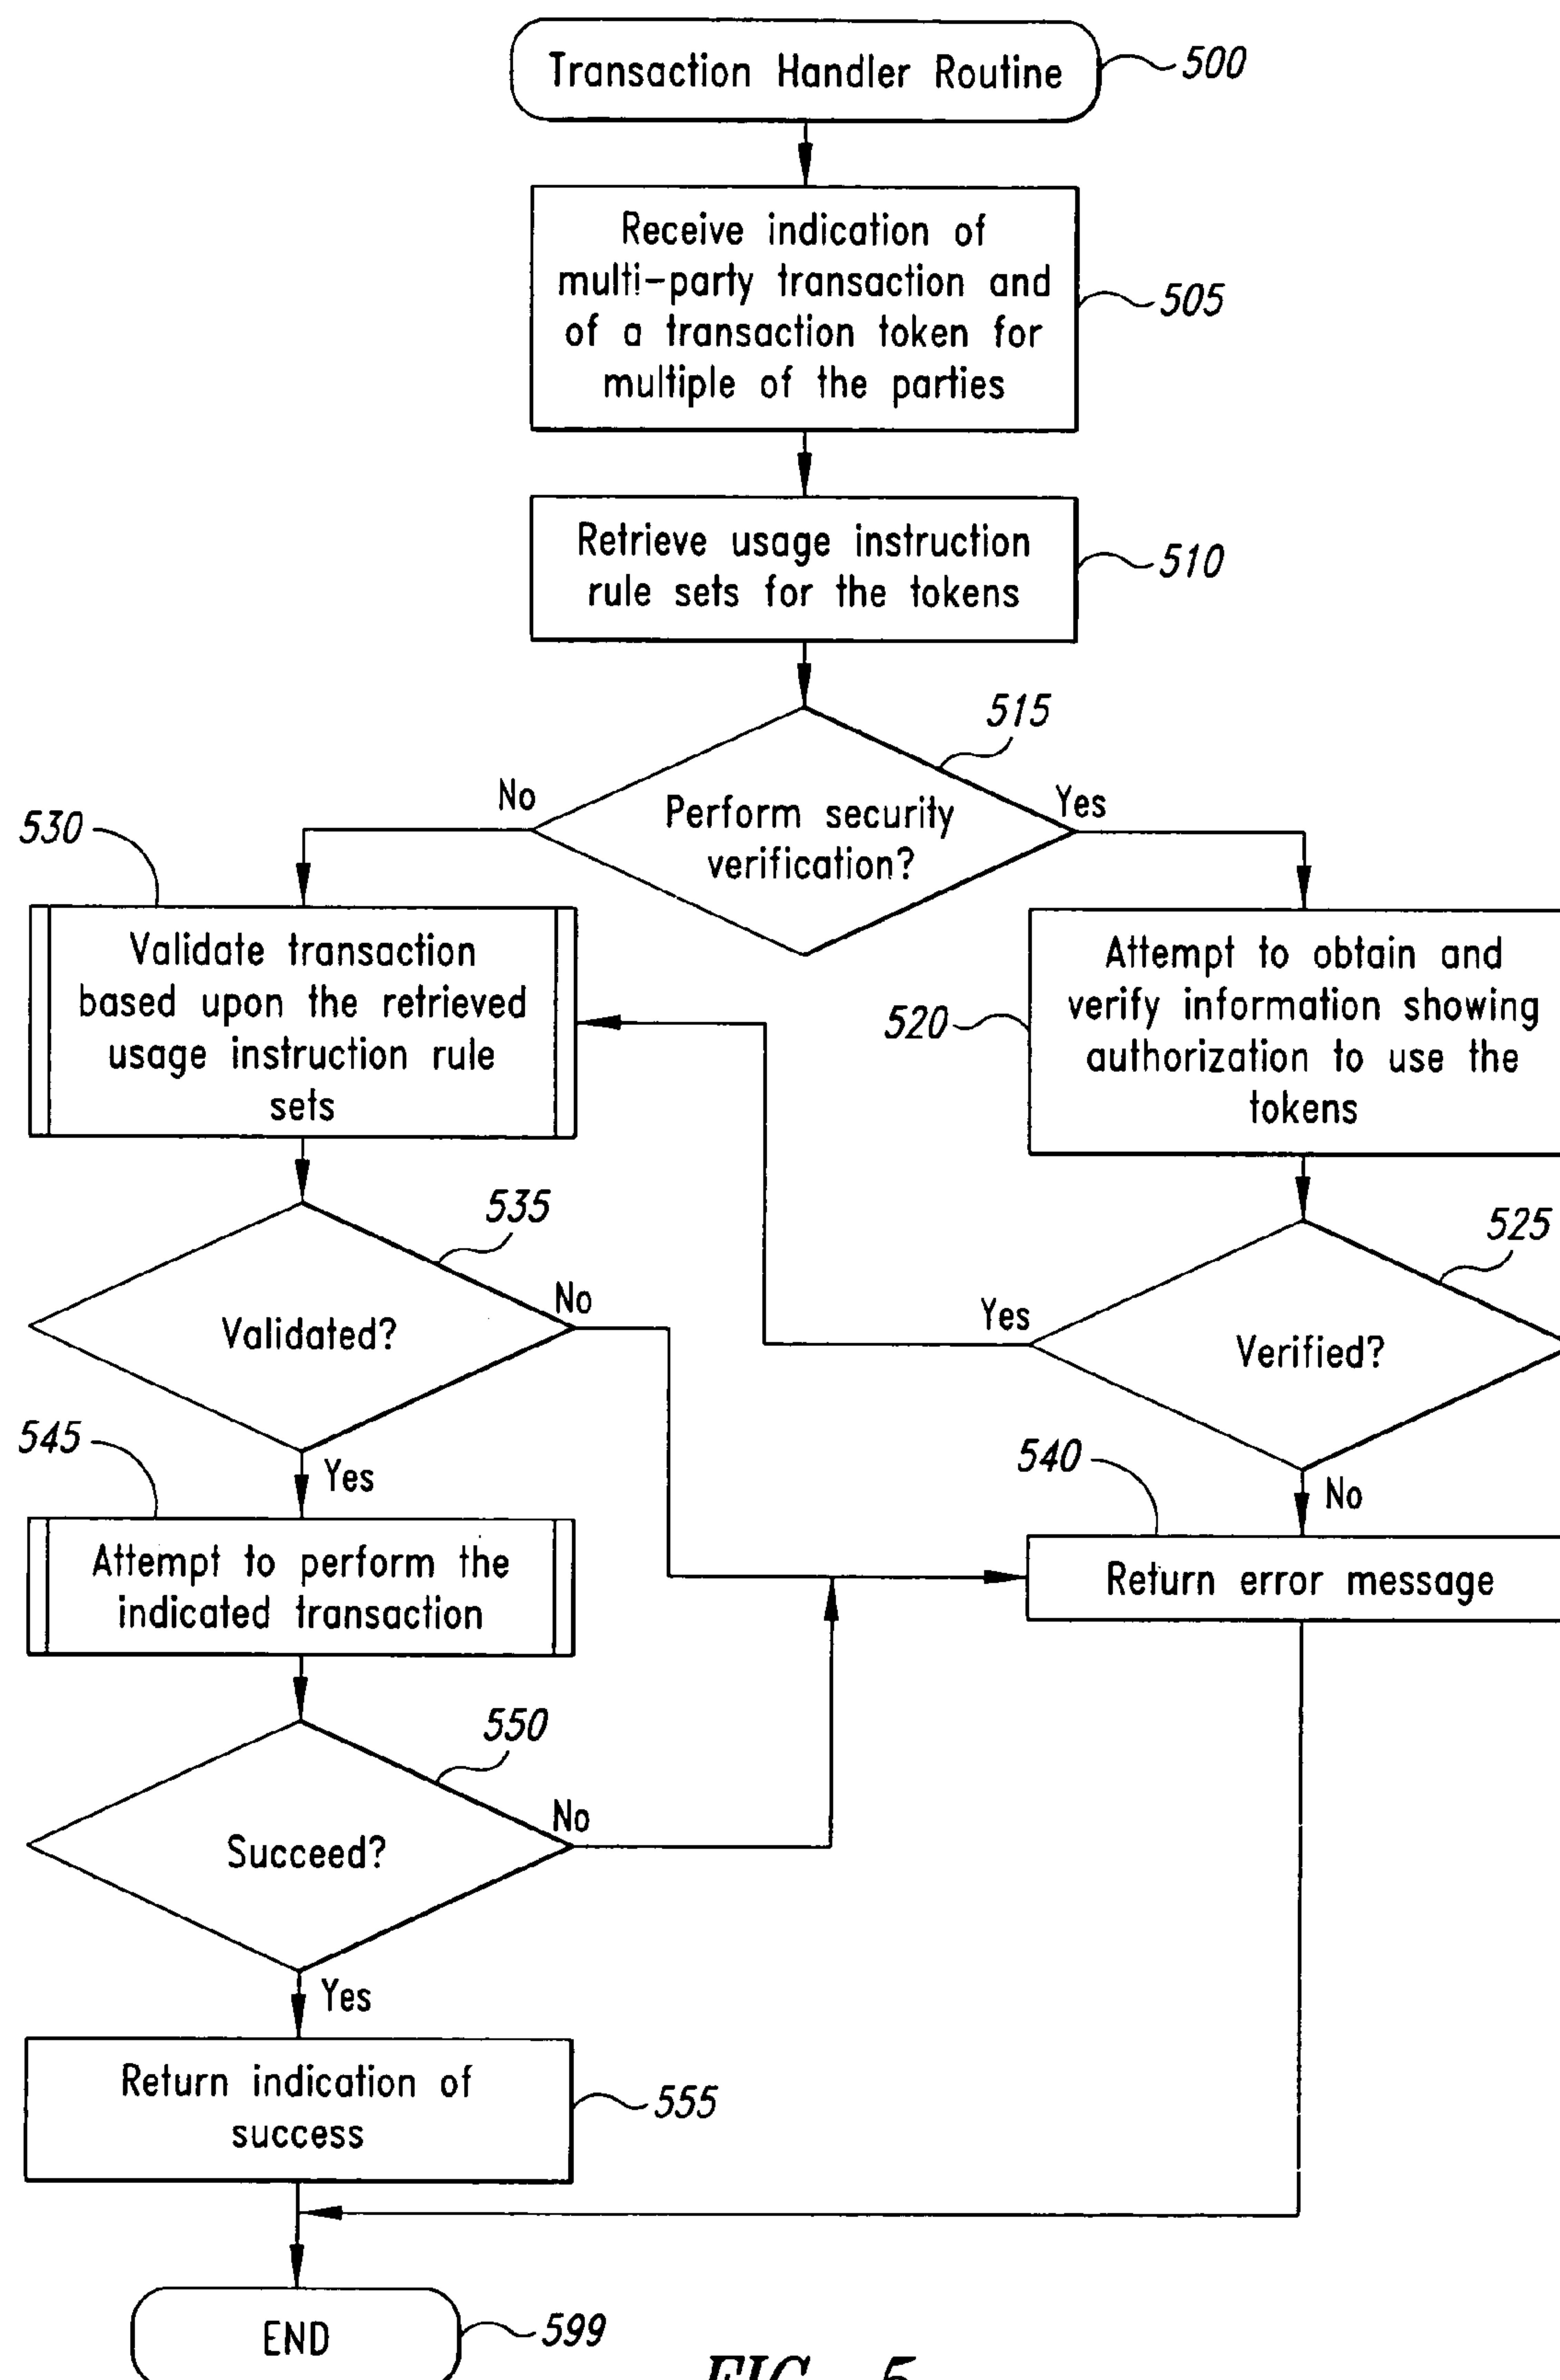 Transaction Handler Routine
500
Receive indication of
multi-party transaction and
of a transaction token for
multiple of the parties
505
Retrieve usage instruction
rule sets for the tokens
510
515
Perform security
verification?
No
Yes
530
Validate transaction
based upon the retrieved
usage instruction rule
sets
520
Attempt to obtain and
verify information showing
authorization to use the
tokens
535
Validated?
No
Yes
525
Verified?
Yes
No
545
Attempt to perform the
indicated transaction
540
Return error message
550
Succeed?
No
Yes
Return indication of
success
555
END
599
FIG. 5